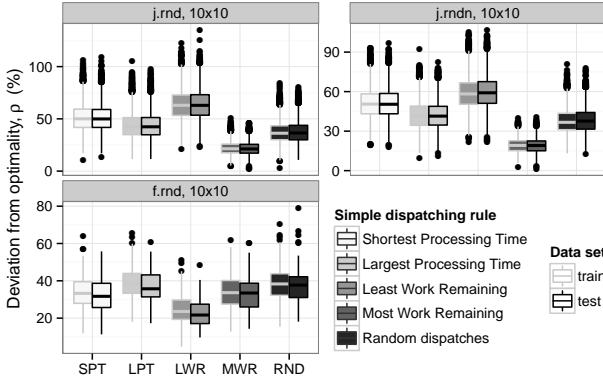 j.rnd, 10x10
j.rndn, 10x10
Deviation from optimality, ρ (%)
100
50
0
90
60
30
0
f.rnd, 10x10
80
60
40
20
SPT LPT LWR MWR RND
Simple dispatching rule
Shortest Processing Time
Largest Processing Time
Least Work Remaining
Most Work Remaining
Random dispatches
Data set
train
test